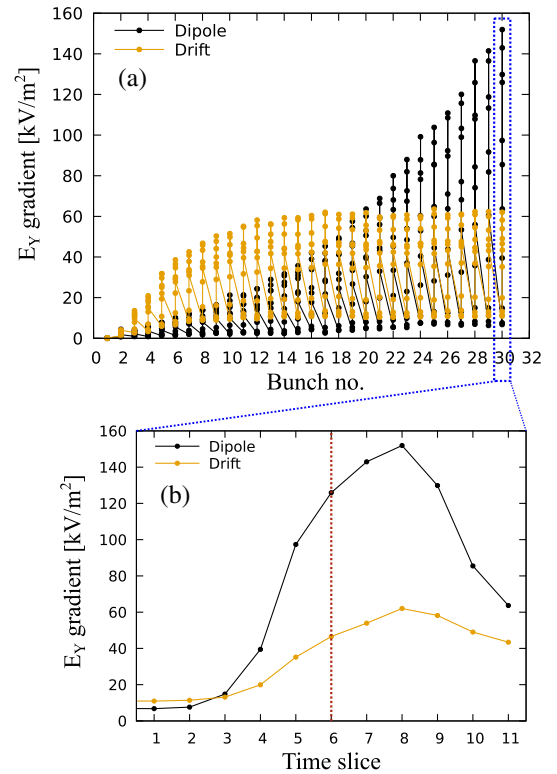 160
140
120
100
80
60
40
20
0
E_Y gradient [kV/m²]
Dipole
Drift
(a)
0 2 4 6 8 10 12 14 16 18 20 22 24 26 28 30 32
Bunch no.
160
140
120
100
80
60
40
20
0
E_Y gradient [kV/m²]
Dipole
Drift
(b)
1 2 3 4 5 6 7 8 9 10 11
Time slice